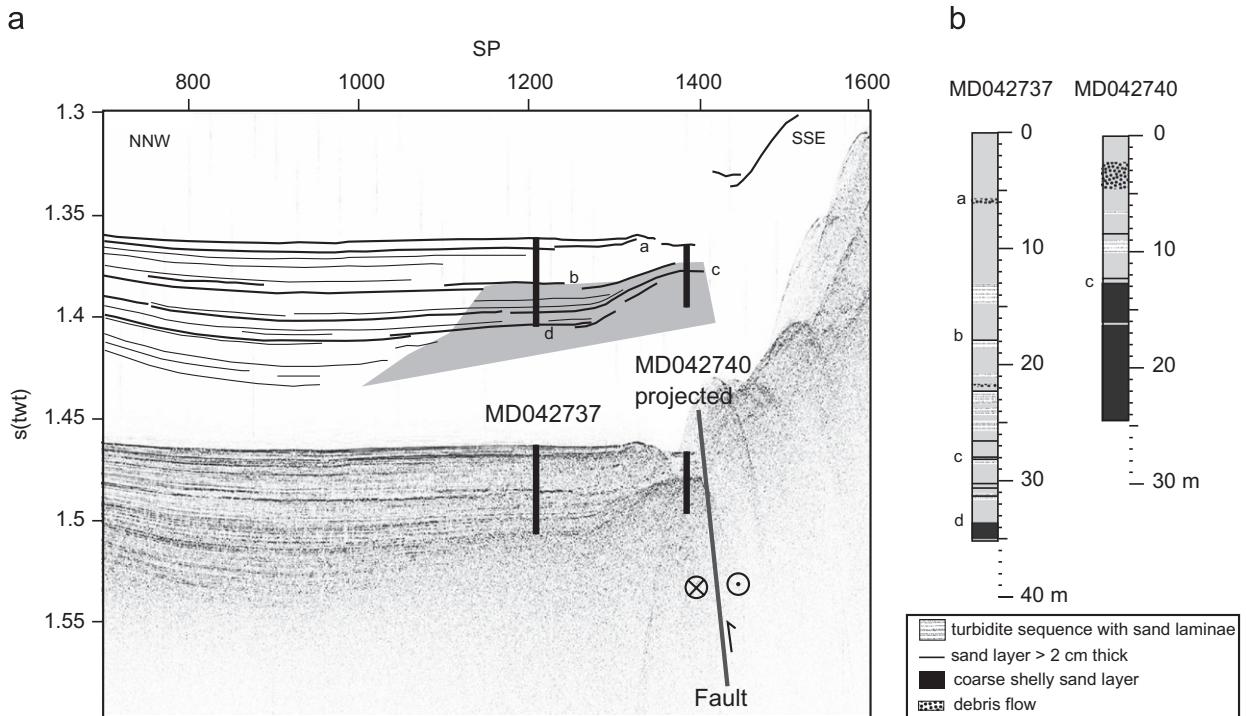 a
SP
800 1000 1200 1400 1600
1.3
1.35
1.4
1.45
1.5
1.55
s(twt)
NNW
SSE
a
b
c
d
MD042740
projected
MD042737
Fault
b
MD042737 MD042740
0
10
20
30
40 m
a
b
c
d
0
10
20
30 m
c
turbidite sequence with sand laminae
sand layer > 2 cm thick
coarse shelly sand layer
debris flow